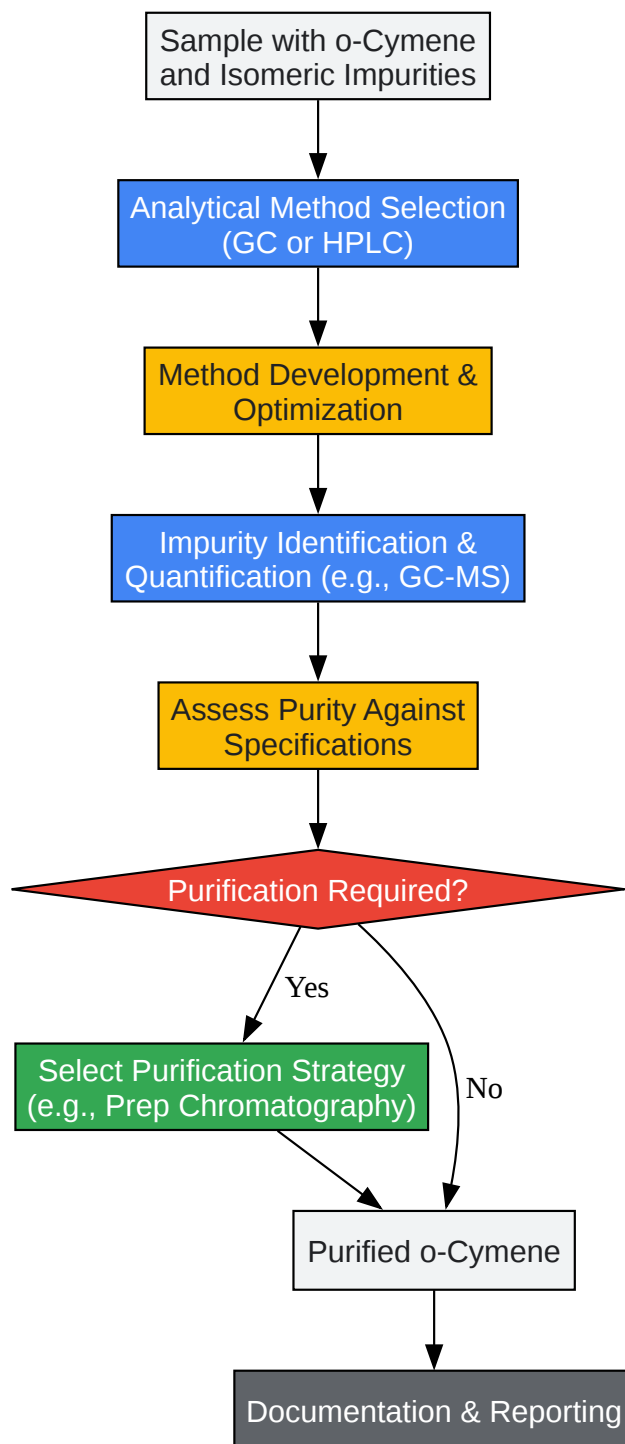 Sample with o-Cymene
and Isomeric Impurities
Analytical Method Selection
(GC or HPLC)
Method Development &
Optimization
Impurity Identification &
Quantification (e.g., GC-MS)
Assess Purity Against
Specifications
Purification Required?
Yes
Select Purification Strategy
(e.g., Prep Chromatography)
No
Purified o-Cymene
Documentation & Reporting